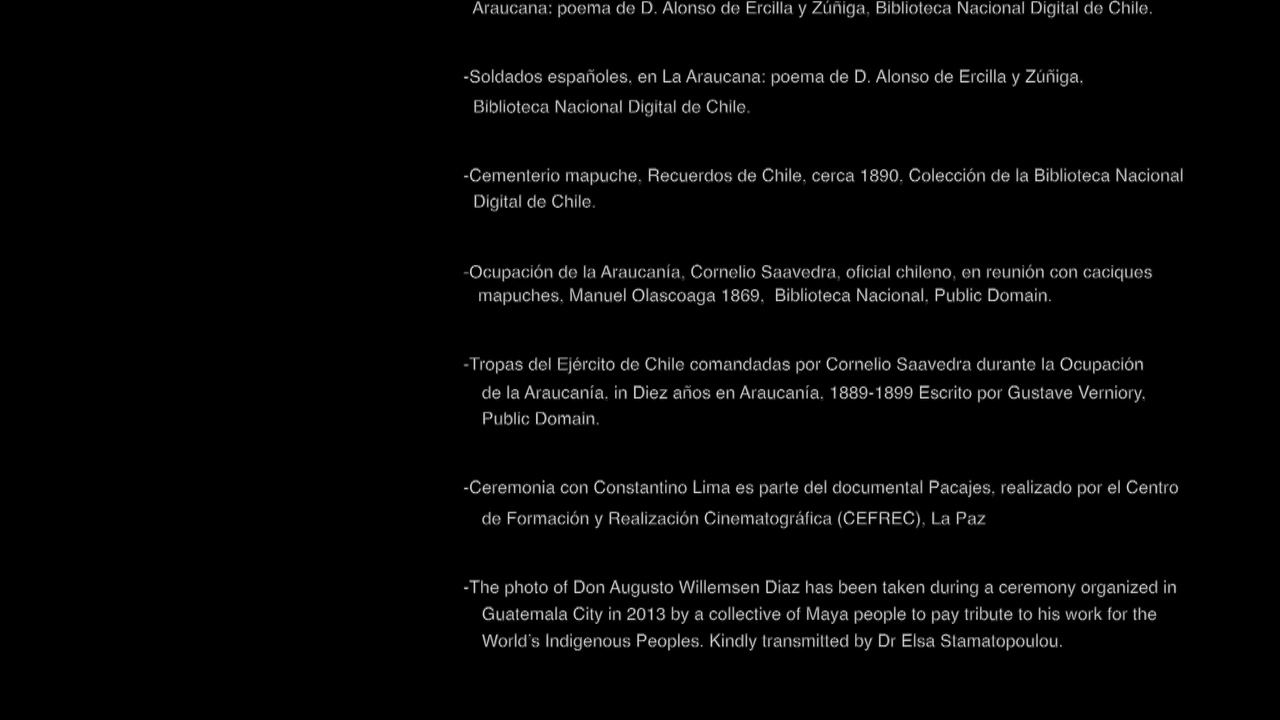 Araucana: poema de D. Alonso de Ercilla y Zúñiga, Biblioteca Nacional Digital de Chile.
-Soldados españoles, en La Araucana: poema de D. Alonso de Ercilla y Zúñiga,
Biblioteca Nacional Digital de Chile.
-Cementerio mapuche, Recuerdos de Chile, cerca 1890, Colección de la Biblioteca Nacional
Digital de Chile.
-Ocupación de la Araucanía, Cornelio Saavedra, oficial chileno, en reunión con caciques
mapuches, Manuel Olascoaga 1869,  Biblioteca Nacional, Public Domain.
-Tropas del Ejército de Chile comandadas por Cornelio Saavedra durante la Ocupación
de la Araucanía, in Diez años en Araucanía, 1889-1899 Escrito por Gustave Verniory,
Public Domain.
-Ceremonia con Constantino Lima es parte del documental Pacajes, realizado por el Centro
de Formación y Realización Cinematográfica (CEFREC), La Paz
-The photo of Don Augusto Willemsen Diaz has been taken during a ceremony organized in
Guatemala City in 2013 by a collective of Maya people to pay tribute to his work for the
World's Indigenous Peoples. Kindly transmitted by Dr Elsa Stamatopoulou.